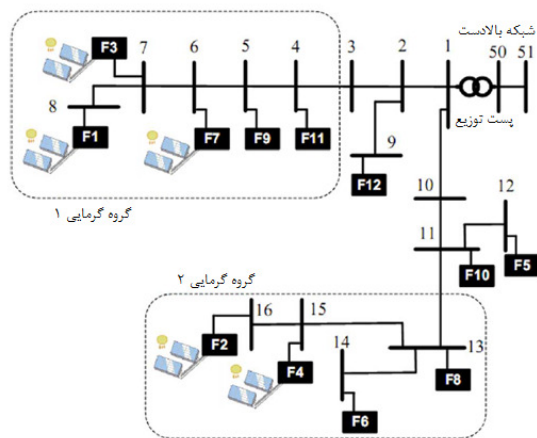 شبکه بالادست
50 51
1
2
3
4
5
6
7
F3
8
F1
F7
F9
F11
پست توزیع
9
F12
گروه گرمایی ۱
10
12
11
F10
F5
گروه گرمایی ۲
16
15
14
13
F2
F4
F8
F6